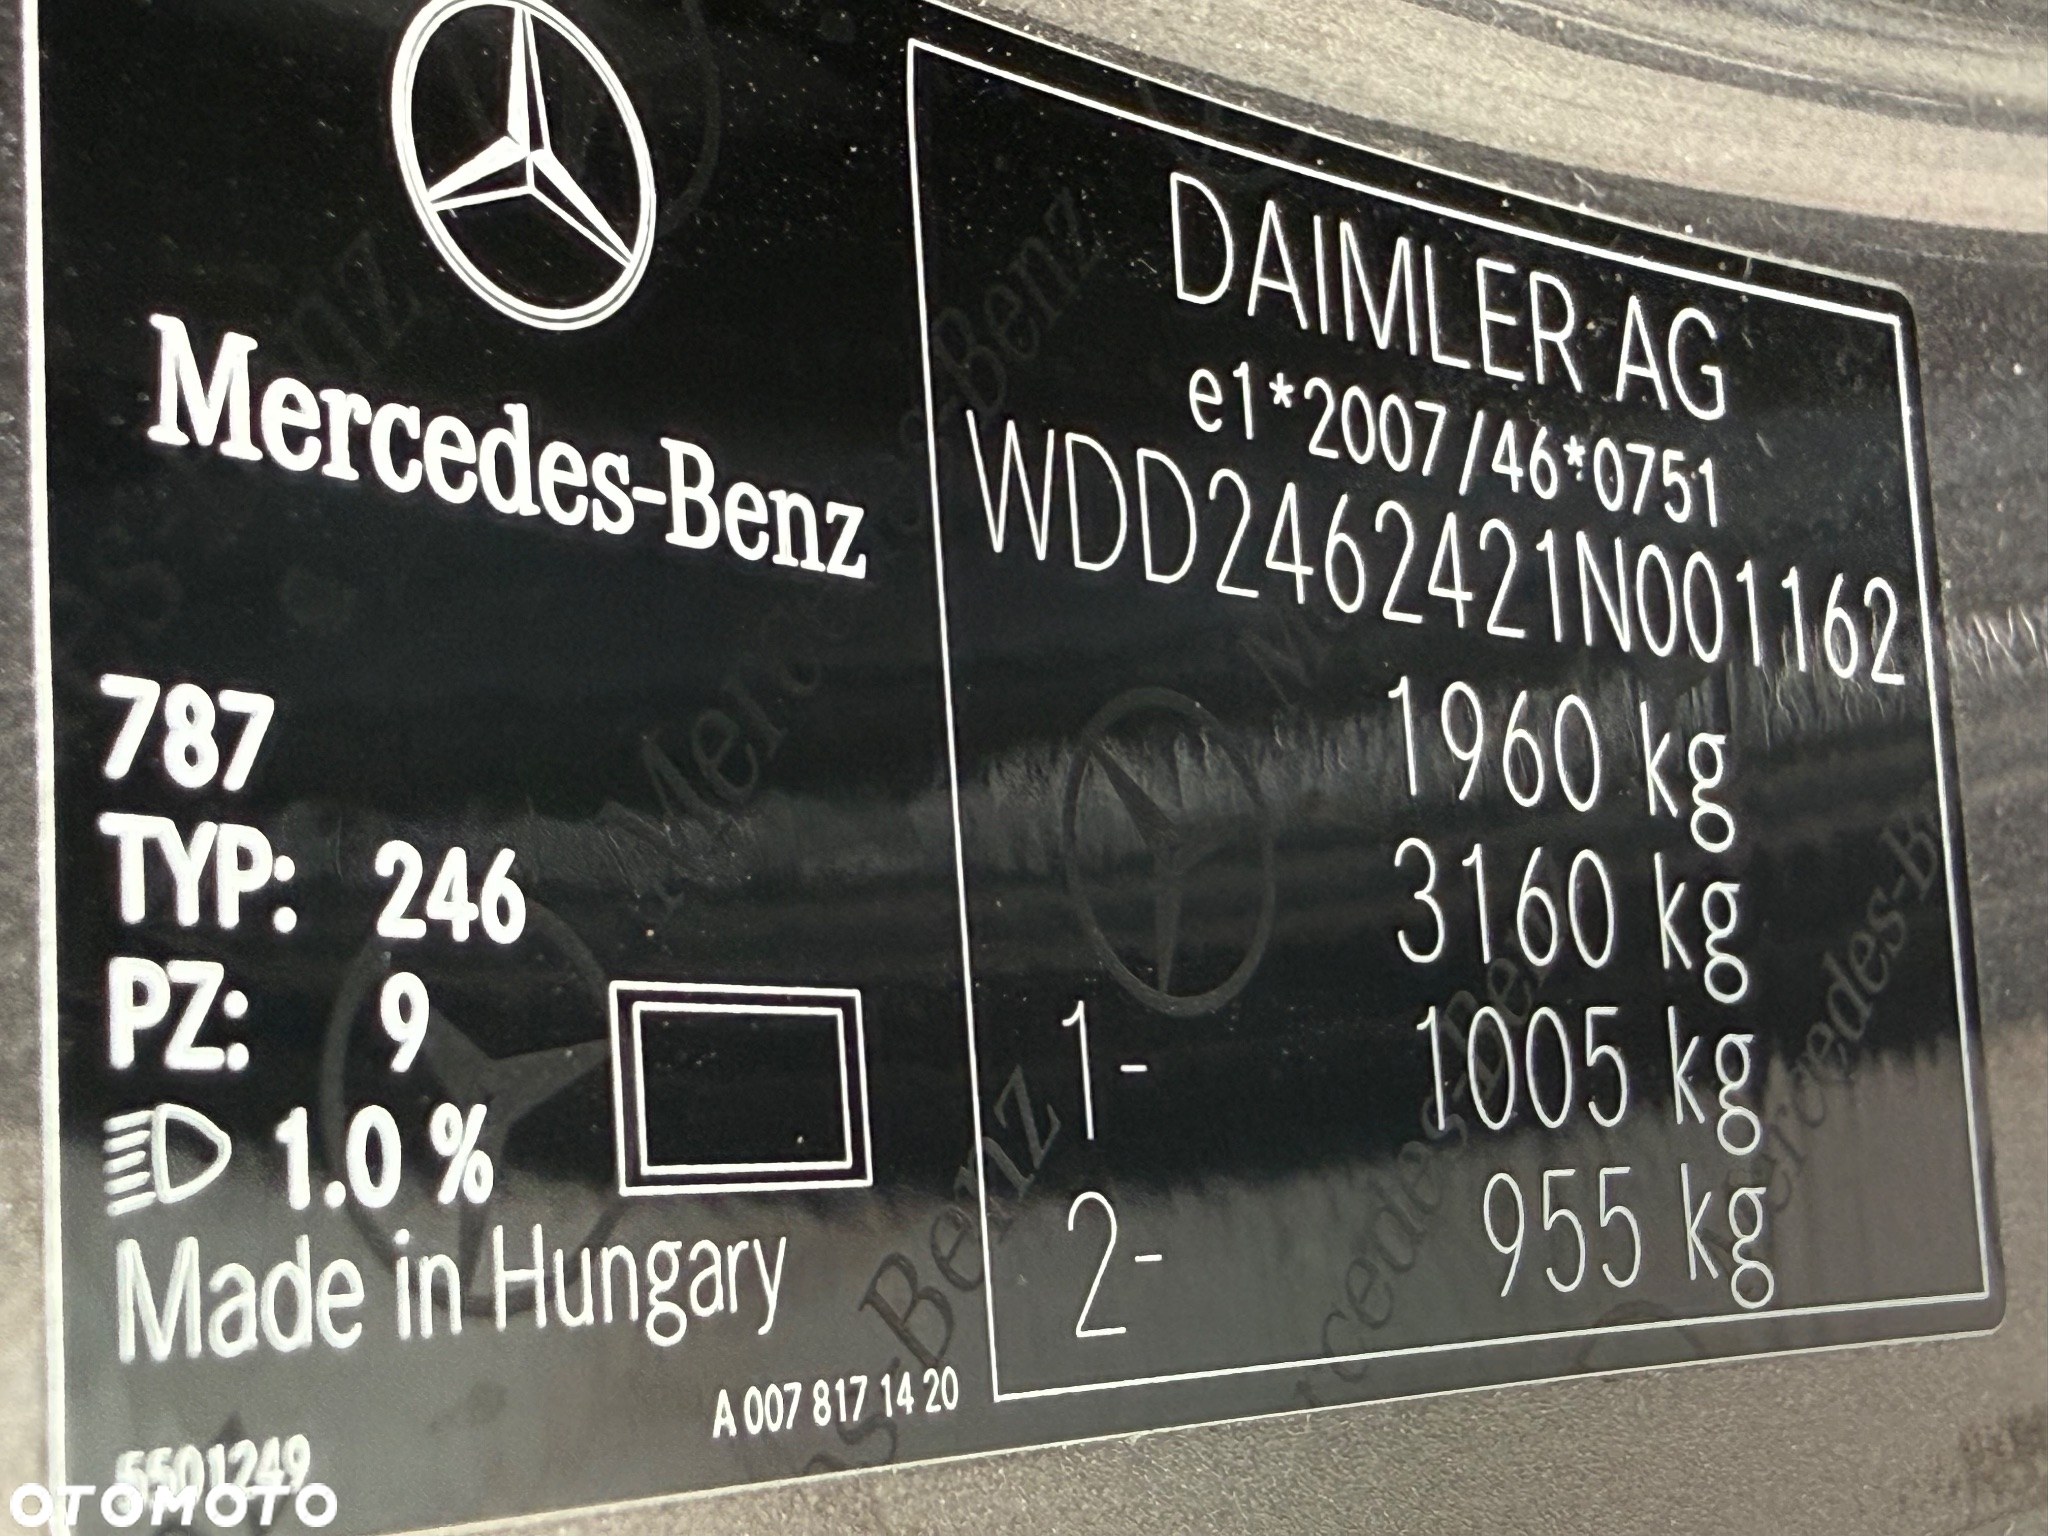 Mercedes-Benz
787
TYP: 246
PZ: 9
1.0 %
Made in Hungary
A 007 817 14 20
5501249
DAIMLER AG
e1*2007/46*0751
WDD2462421N001162
1960 kg
3160 kg
1- 1005 kg
2- 955 kg
OTOMOTO